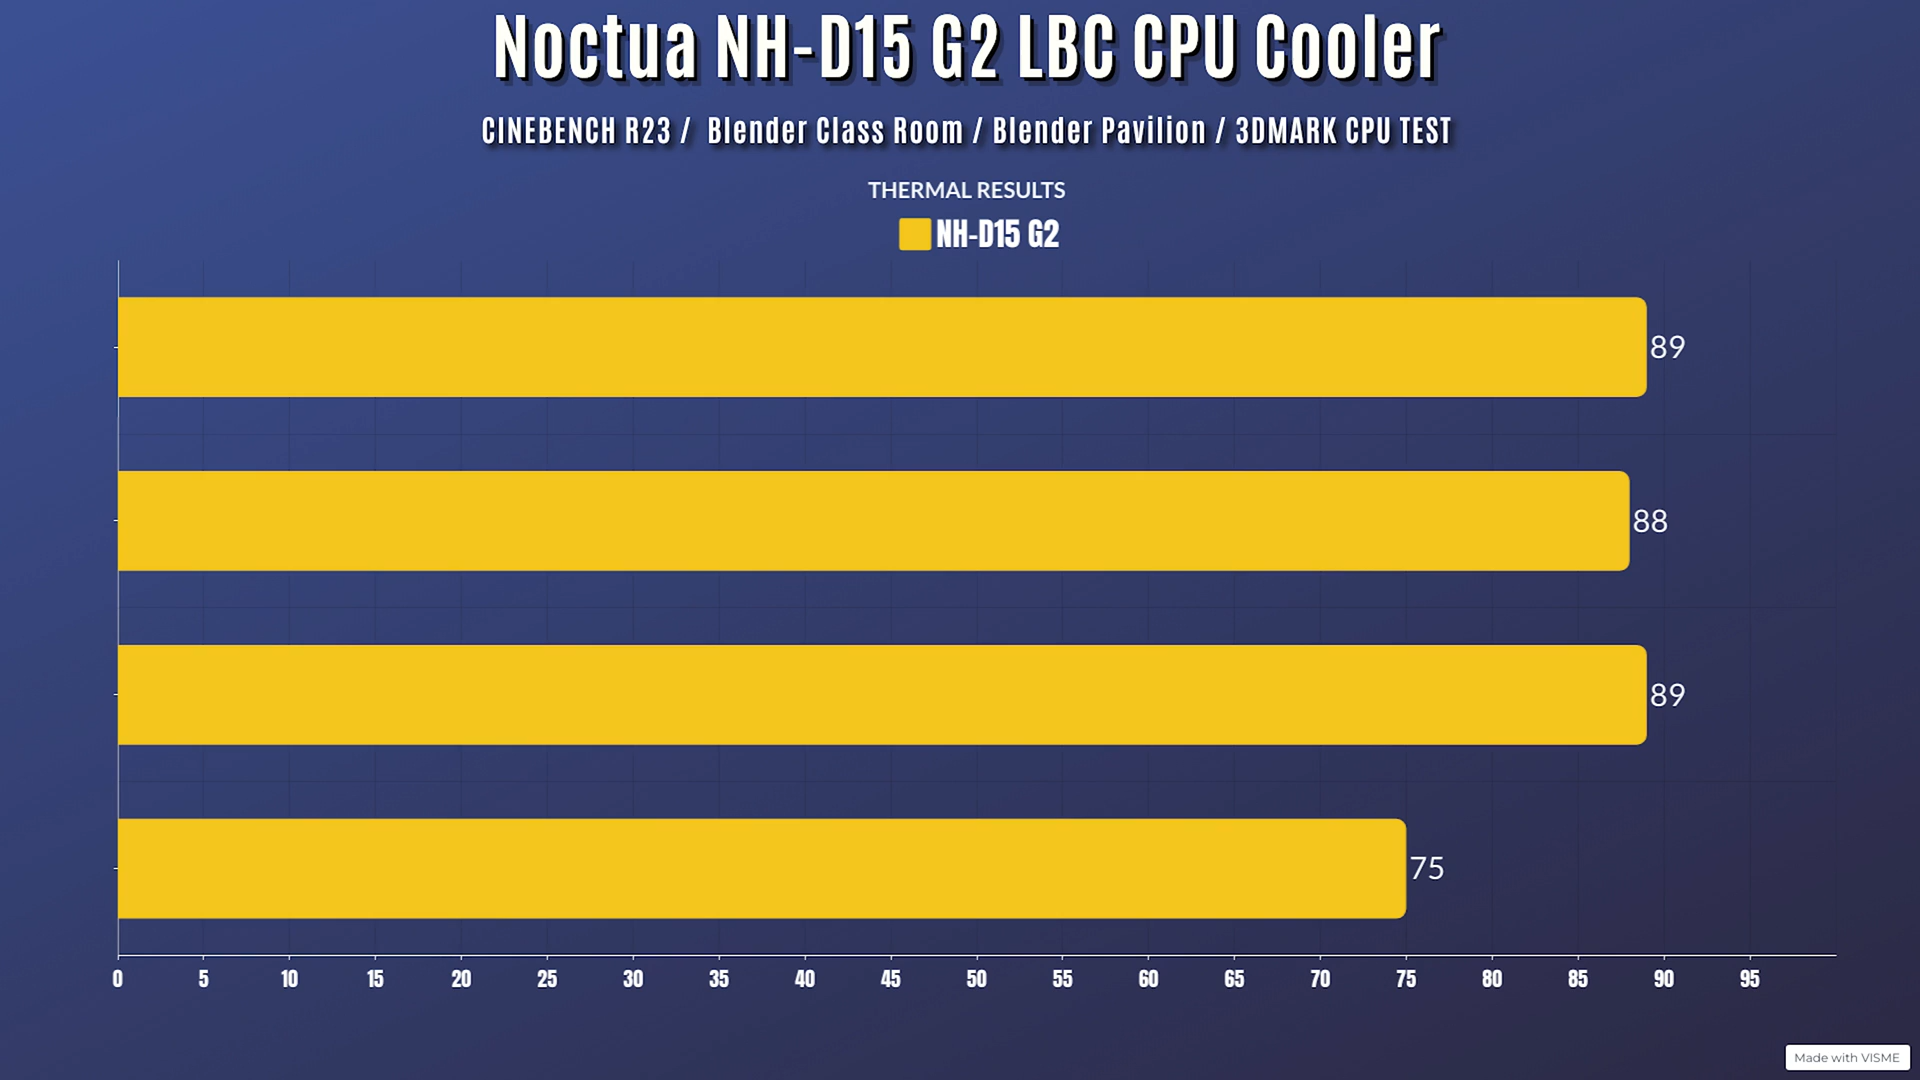 Noctua NH-D15 G2 LBC CPU Cooler
CINEBENCH R23 / Blender Class Room / Blender Pavilion / 3DMARK CPU TEST
THERMAL RESULTS
NH-D15 G2
89
88
89
75
0 5 10 15 20 25 30 35 40 45 50 55 60 65 70 75 80 85 90 95
Made with VISME